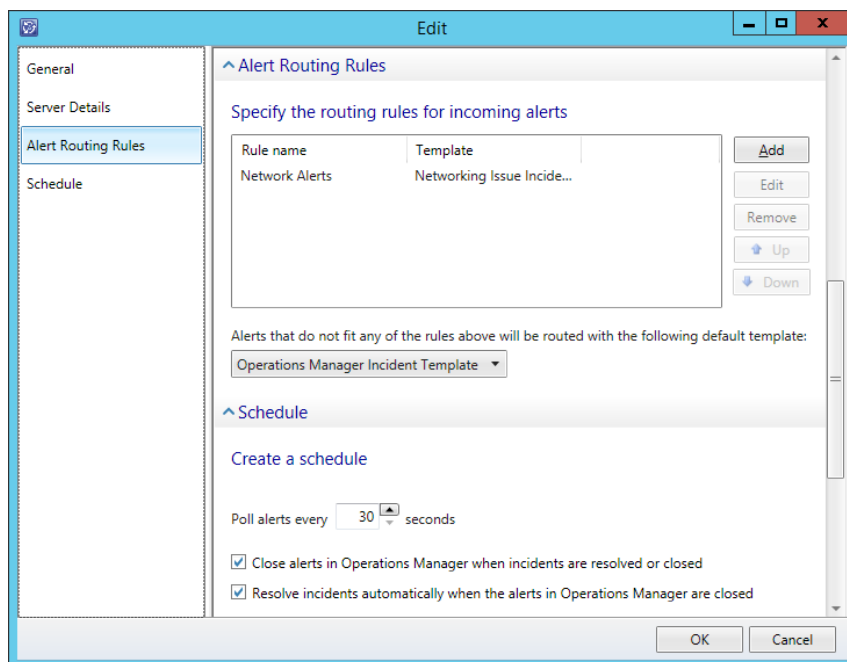 Edit
General
Server Details
Alert Routing Rules
Schedule
Alert Routing Rules
Specify the routing rules for incoming alerts
Rule name Template
Network Alerts Networking Issue Incide...
Add
Edit
Remove
Up
Down
Alerts that do not fit any of the rules above will be routed with the following default template:
Operations Manager Incident Template
Schedule
Create a schedule
Poll alerts every 30 seconds
Close alerts in Operations Manager when incidents are resolved or closed
Resolve incidents automatically when the alerts in Operations Manager are closed
OK Cancel